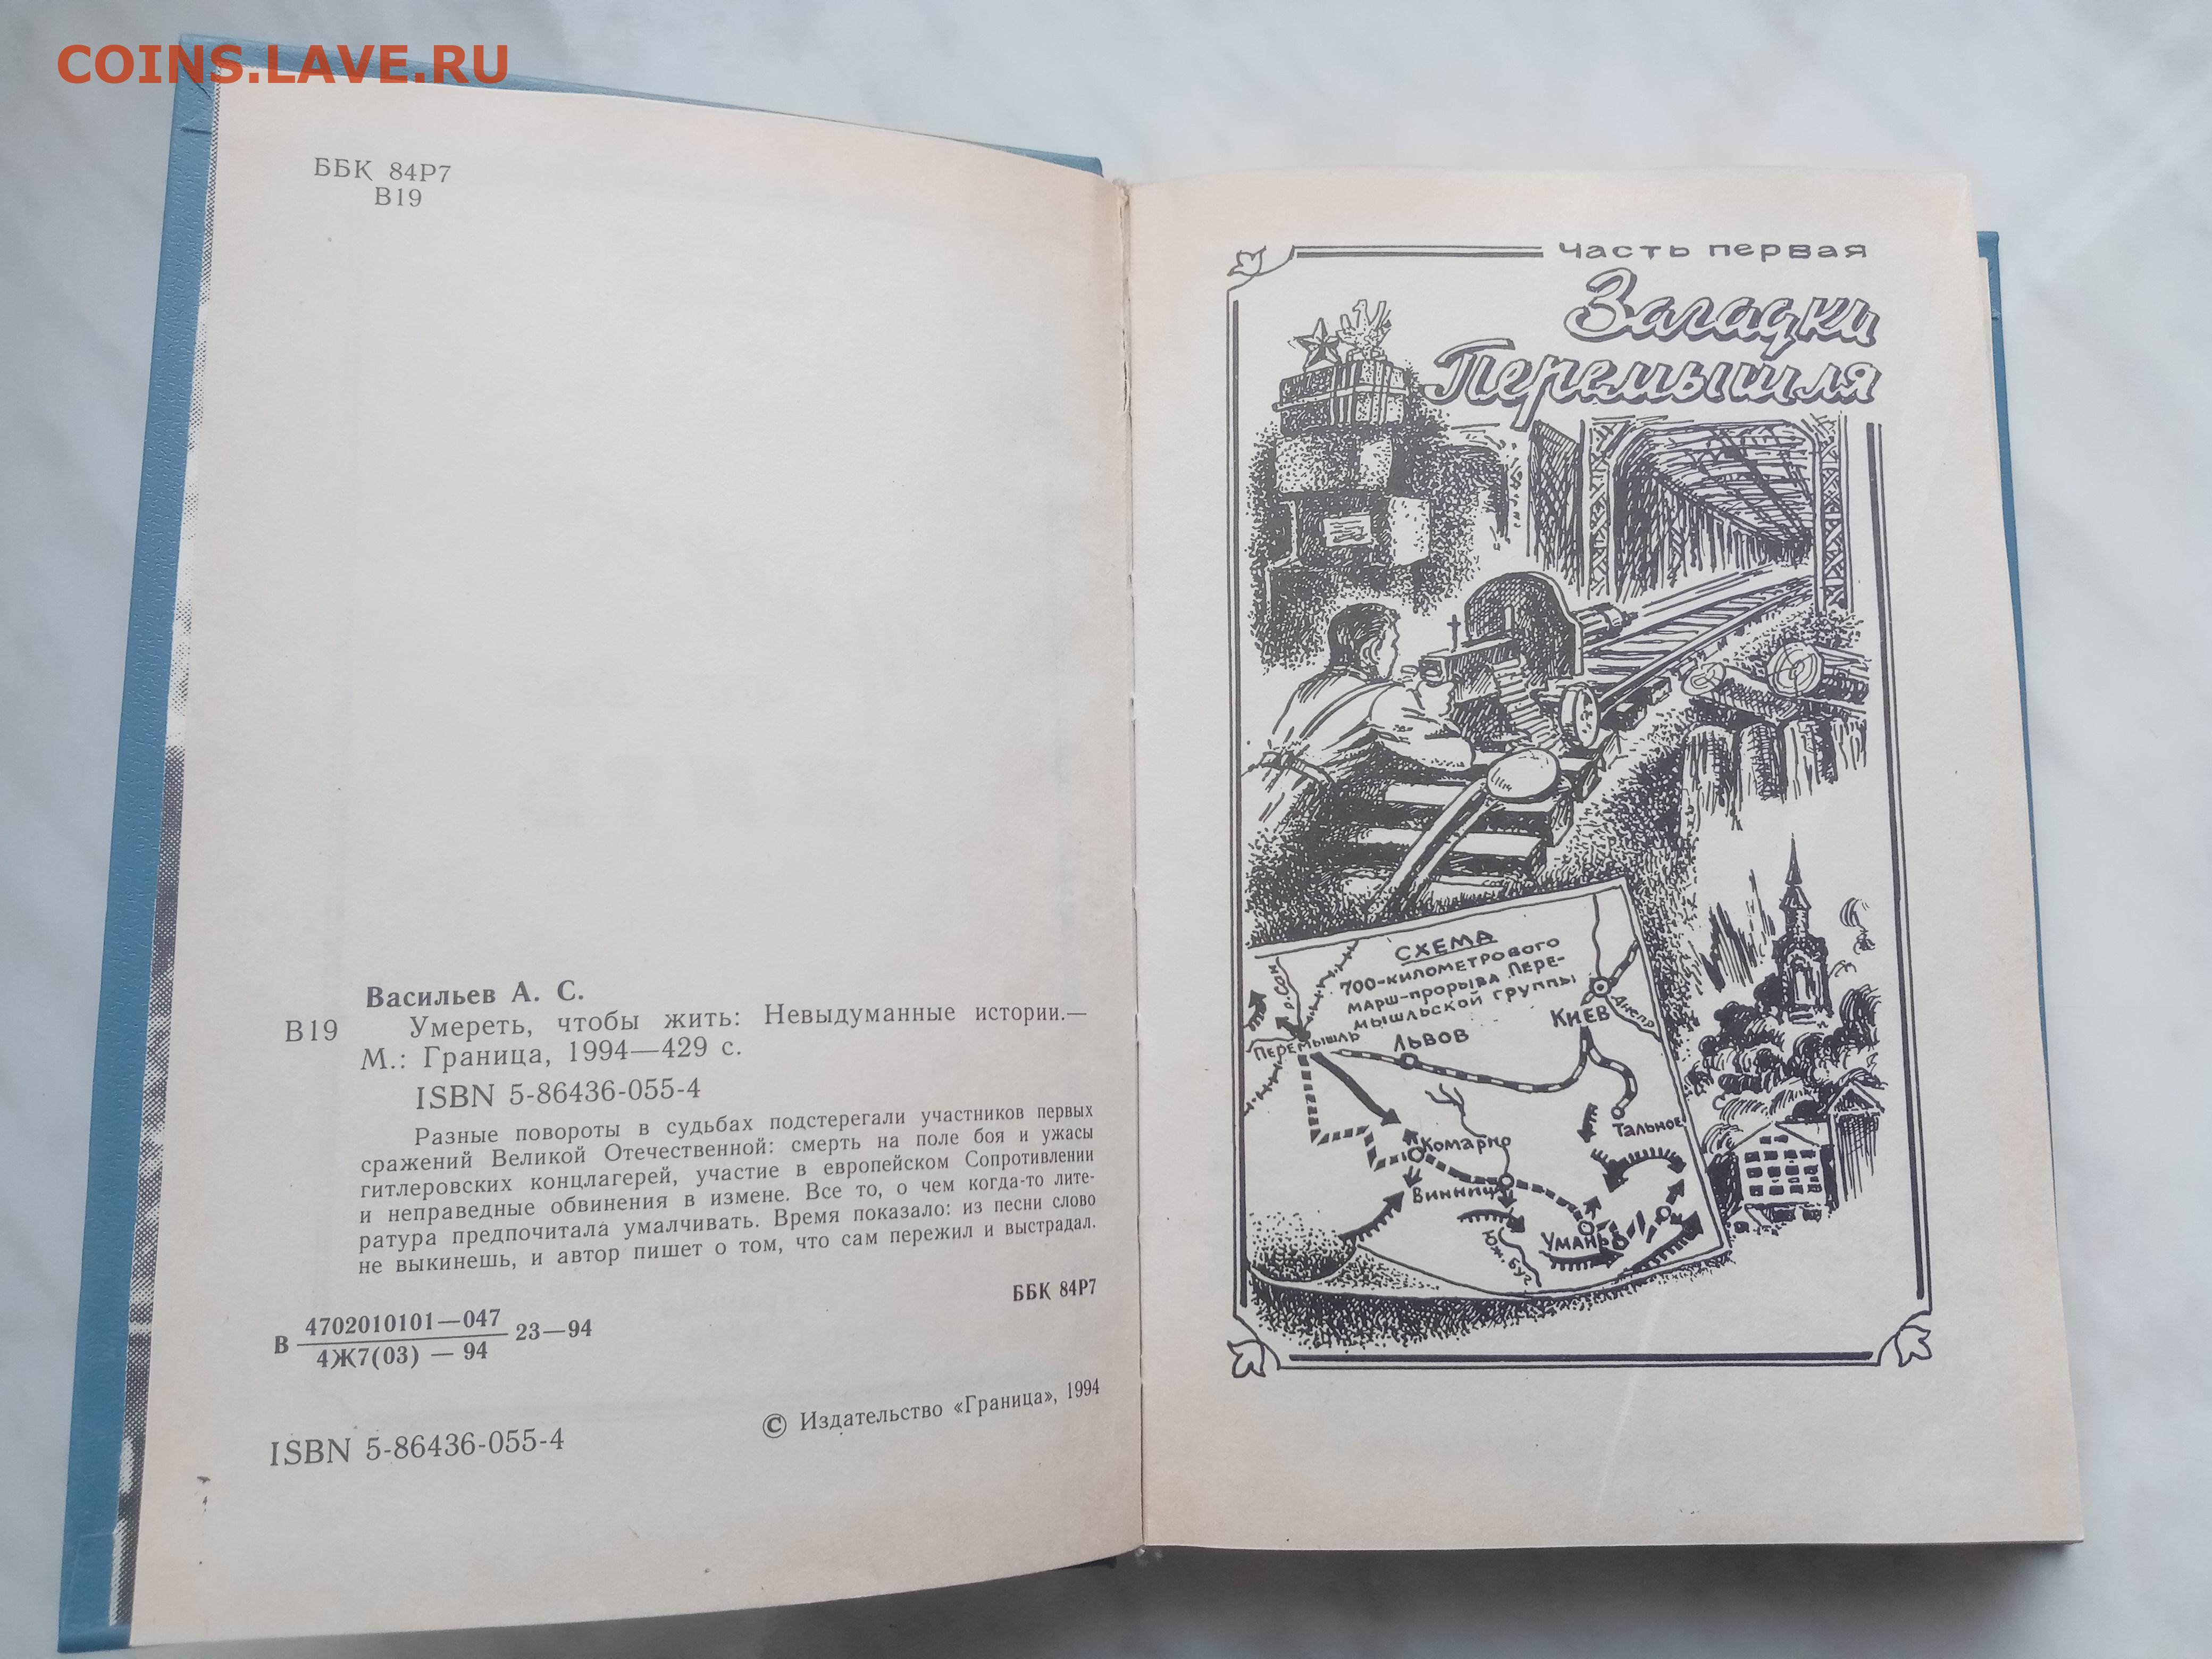 COINS.LAVE.RU
ББК 84Р7
В19
Васильев А. С.
В19 Умереть, чтобы жить: Невыдуманные истории.—
М.: Граница, 1994—429 с.
ISBN 5-86436-055-4
Разные повороты в судьбах подстерегали участников первых
сражений Великой Отечественной: смерть на поле боя и ужасы
гитлеровских концлагерей, участие в европейском Сопротивлении
и неправедные обвинения в измене. Все то, о чем когда-то лите-
ратура предпочитала умалчивать. Время показало: из песни слово
не выкинешь, и автор пишет о том, что сам пережил и выстрадал.
ББК 84Р7
В 4702010101—047 23—94
4Ж7(03) — 94
© Издательство «Граница», 1994
ISBN 5-86436-055-4
Часть первая
Загадки
Перемышля
СХЕМА
700-километрового
марш-прорыва Пере-
мышльской группы
р. Сан
Перемышль
Львов
Киев
Днепр
Комарно
Тальное
Винница
Умань
Юж. Буг